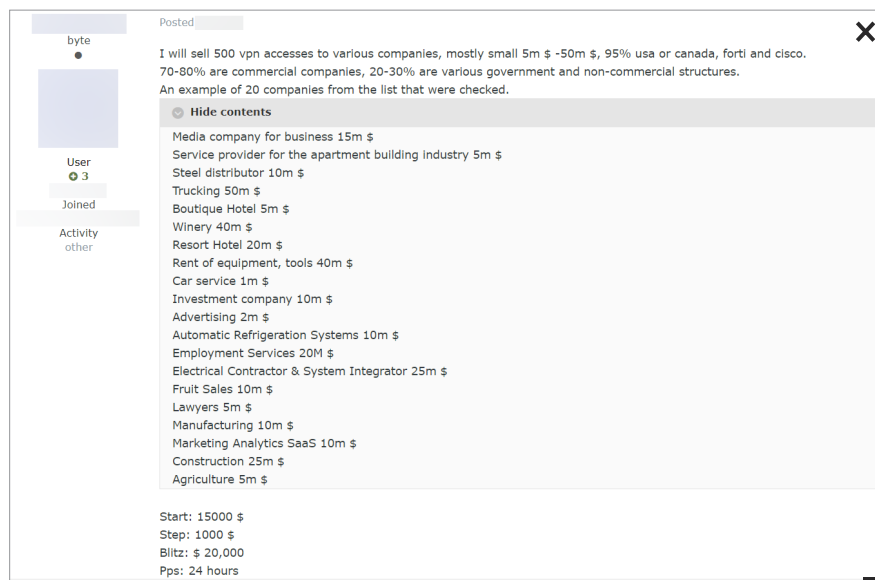 byte
User
3
Joined
Activity
other
Posted
I will sell 500 vpn accesses to various companies, mostly small 5m $ -50m $, 95% usa or canada, forti and cisco.
70-80% are commercial companies, 20-30% are various government and non-commercial structures.
An example of 20 companies from the list that were checked.
Hide contents
Media company for business 15m $
Service provider for the apartment building industry 5m $
Steel distributor 10m $
Trucking 50m $
Boutique Hotel 5m $
Winery 40m $
Resort Hotel 20m $
Rent of equipment, tools 40m $
Car service 1m $
Investment company 10m $
Advertising 2m $
Automatic Refrigeration Systems 10m $
Employment Services 20M $
Electrical Contractor & System Integrator 25m $
Fruit Sales 10m $
Lawyers 5m $
Manufacturing 10m $
Marketing Analytics SaaS 10m $
Construction 25m $
Agriculture 5m $
Start: 15000 $
Step: 1000 $
Blitz: $ 20,000
Pps: 24 hours